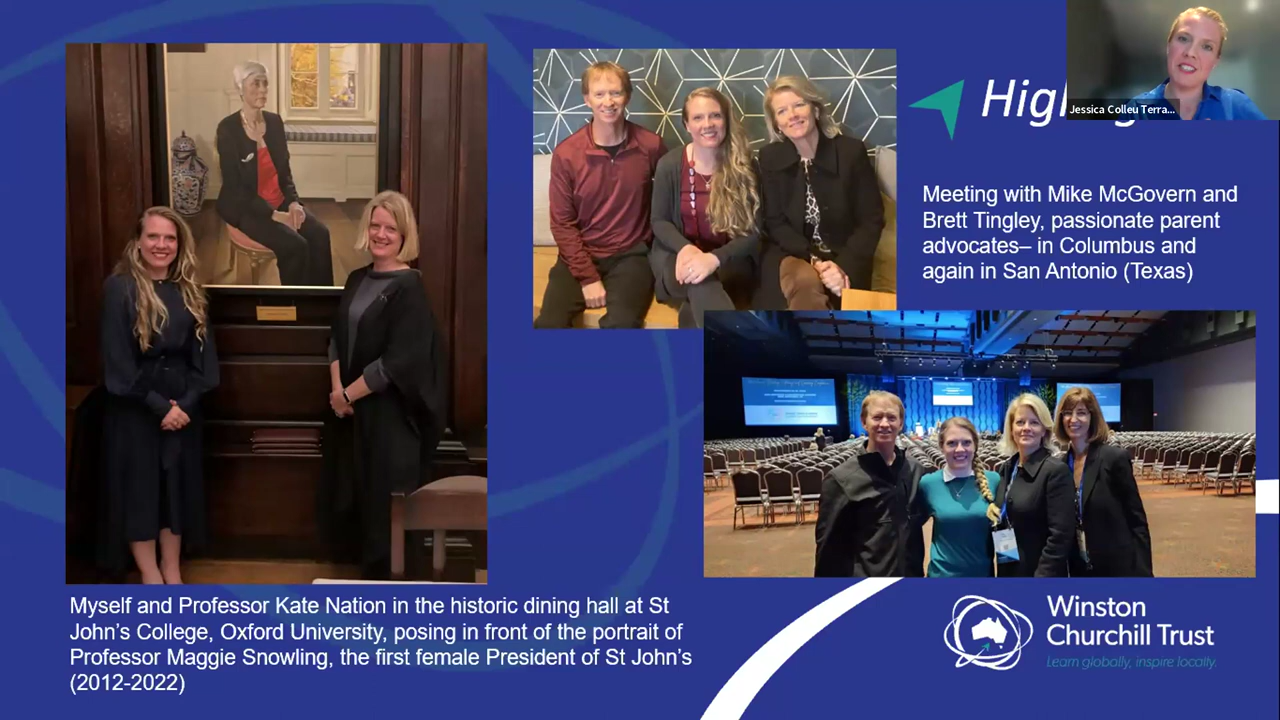 High
Jessica Colleu Terra...
Meeting with Mike McGovern and
Brett Tingley, passionate parent
advocates– in Columbus and
again in San Antonio (Texas)
Myself and Professor Kate Nation in the historic dining hall at St
John’s College, Oxford University, posing in front of the portrait of
Professor Maggie Snowling, the first female President of St John’s
(2012-2022)
Winston
Churchill Trust
Learn globally, inspire locally.